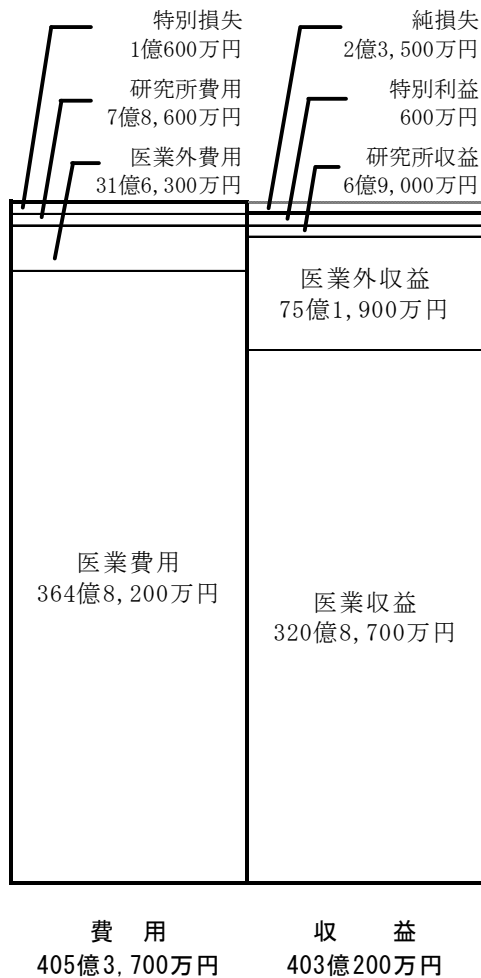 特別損失
1億600万円
研究所費用
7億8,600万円
医業外費用
31億6,300万円
純損失
2億3,500万円
特別利益
600万円
研究所収益
6億9,000万円
医業外収益
75億1,900万円
医業費用
364億8,200万円
医業収益
320億8,700万円
費用
405億3,700万円
収益
403億200万円